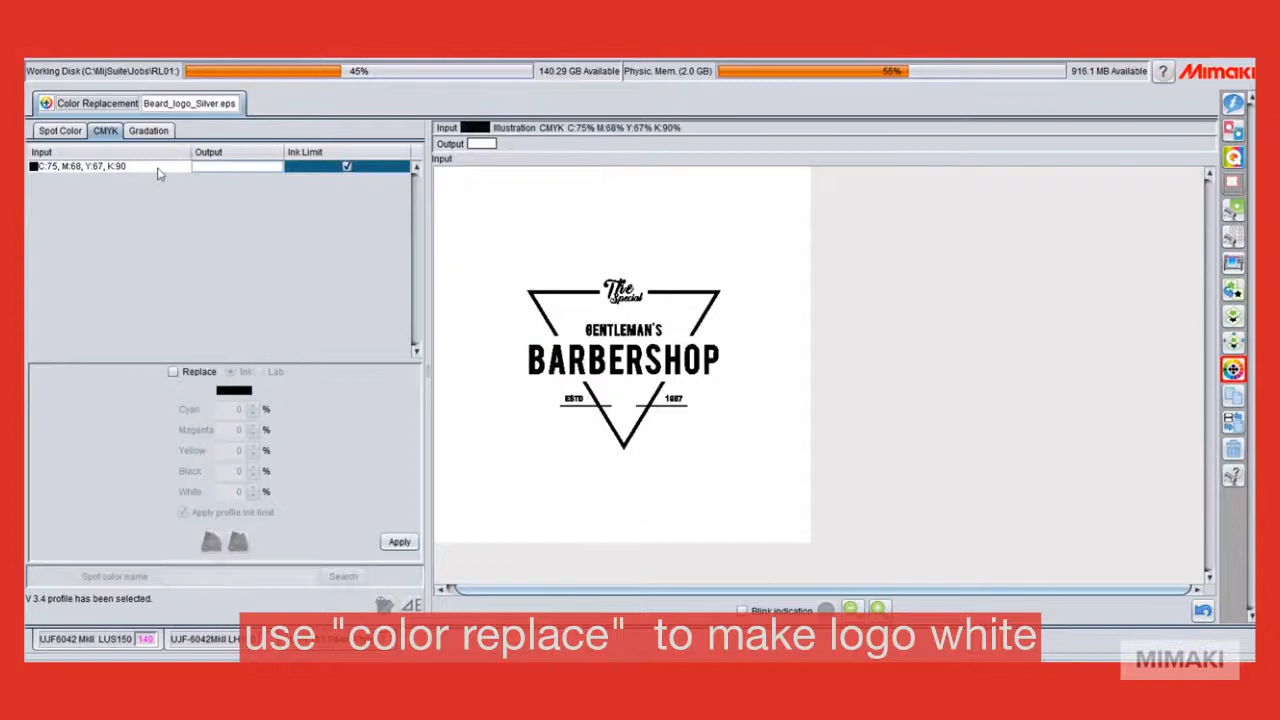 Working Disk (C:\MijSuite\Jobs\RL01:) 45% 140.29 GB Available Physic. Mem. (2.0 GB) 55% 916.1 MB Available ? Mimaki
Color Replacement Beard_logo_Silver.eps
Spot Color CMYK Gradation
Input Illustration CMYK C:75% M:68% Y:67% K:90%
Output
Input Output Ink Limit
Input
C:75, M:68, Y:67, K:90
The
Special
GENTLEMAN'S
BARBERSHOP
ESTD 1987
Replace Ink Lab
Cyan 0 %
Magenta 0 %
Yellow 0 %
Black 0 %
White 0 %
Apply profile ink limit
Apply
Spot color name Search
V 3.4 profile has been selected.
Blink indication
UJF6042 MkII LUS150 140 UJF-6042MkII
use "color replace" to make logo white
MIMAKI